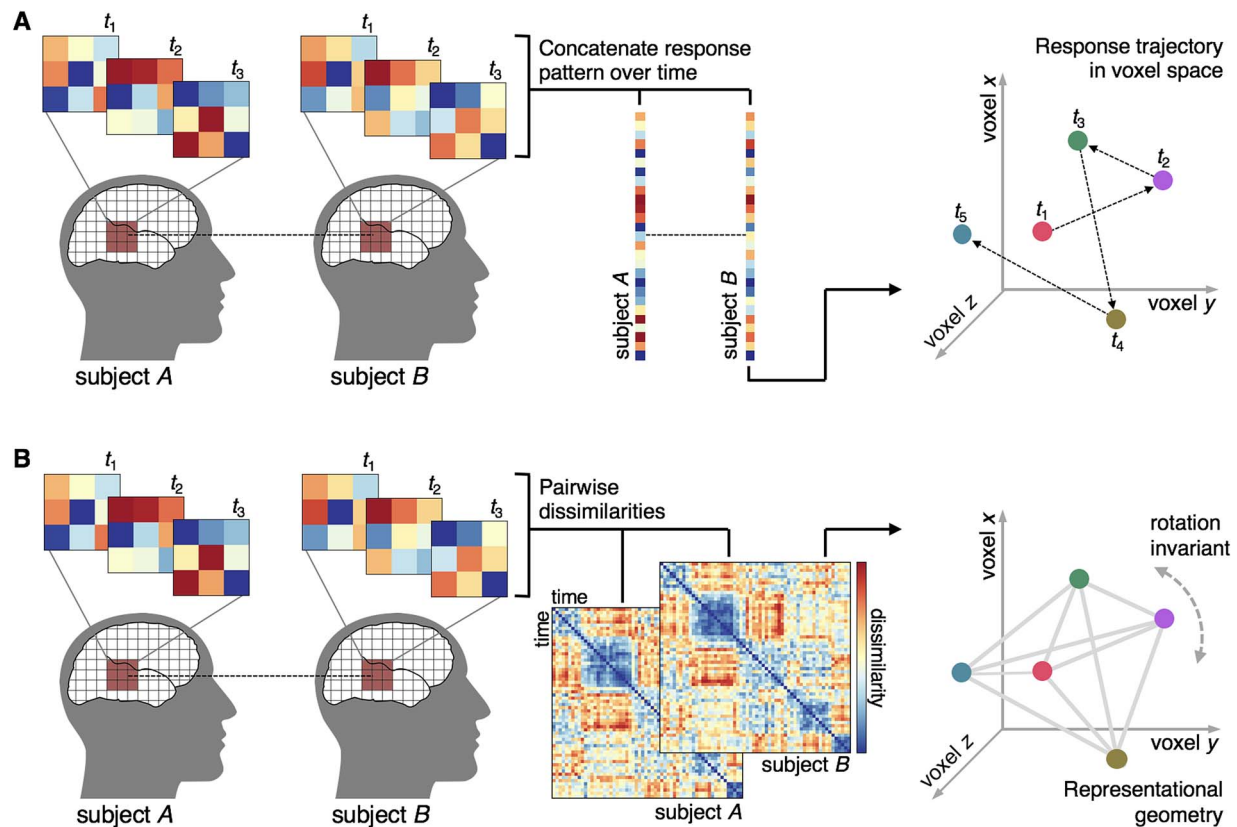 A
t1
t2
t3
t1
t2
t3
Concatenate response
pattern over time
subject A
subject B
subject A
subject B
Response trajectory
in voxel space
voxel x
t3
t2
t5
t1
voxel y
voxel z
t4
B
t1
t2
t3
t1
t2
t3
Pairwise
dissimilarities
time
time
dissimilarity
subject B
subject A
subject A
subject B
voxel x
rotation
invariant
voxel y
voxel z
Representational
geometry